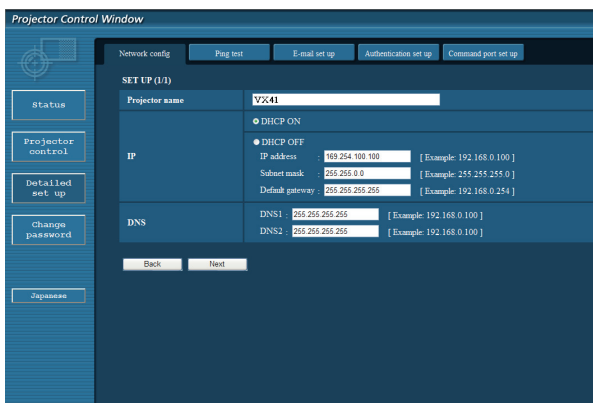 Projector Control Window
Network config Ping test E-mail set up Authentication set up Command port set up
SET UP (1/1)
Projector name VX41
IP
DHCP ON
DHCP OFF
IP address : 169.254.100.100 [ Example: 192.168.0.100 ]
Subnet mask : 255.255.0.0 [ Example: 255.255.255.0 ]
Default gateway : 255.255.255.255 [ Example: 192.168.0.254 ]
DNS
DNS1 : 255.255.255.255 [ Example: 192.168.0.100 ]
DNS2 : 255.255.255.255 [ Example: 192.168.0.100 ]
Back Next
Status
Projector
control
Detailed
set up
Change
password
Japanese